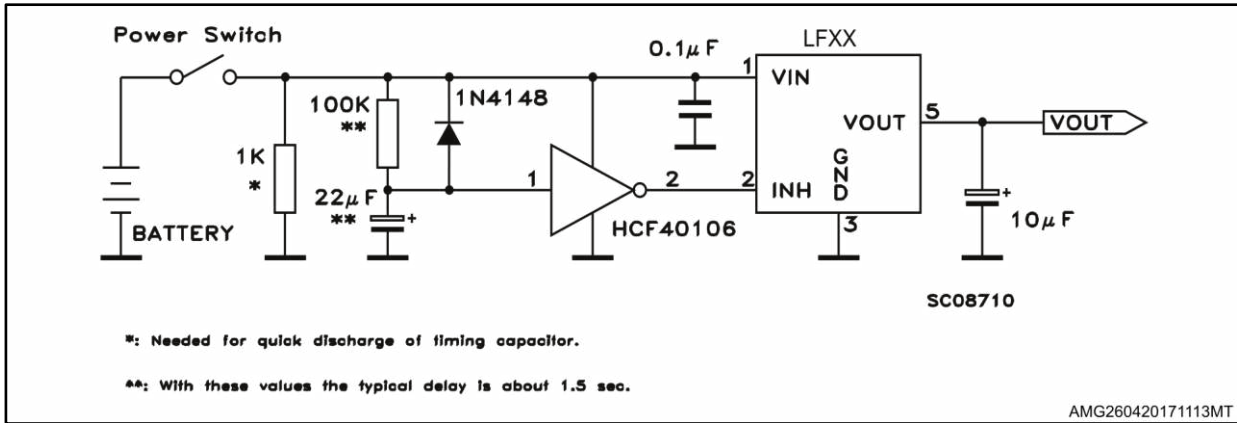 Power Switch
LFXX
0.1µF
1
VIN
100K
**
1N4148
VOUT
5
VOUT
1K
*
GND
1
2
2
INH
22µF
**
+
+
BATTERY
HCF40106
3
10µF
SC08710
*: Needed for quick discharge of timing capacitor.
**: With these values the typical delay is about 1.5 sec.
AMG260420171113MT